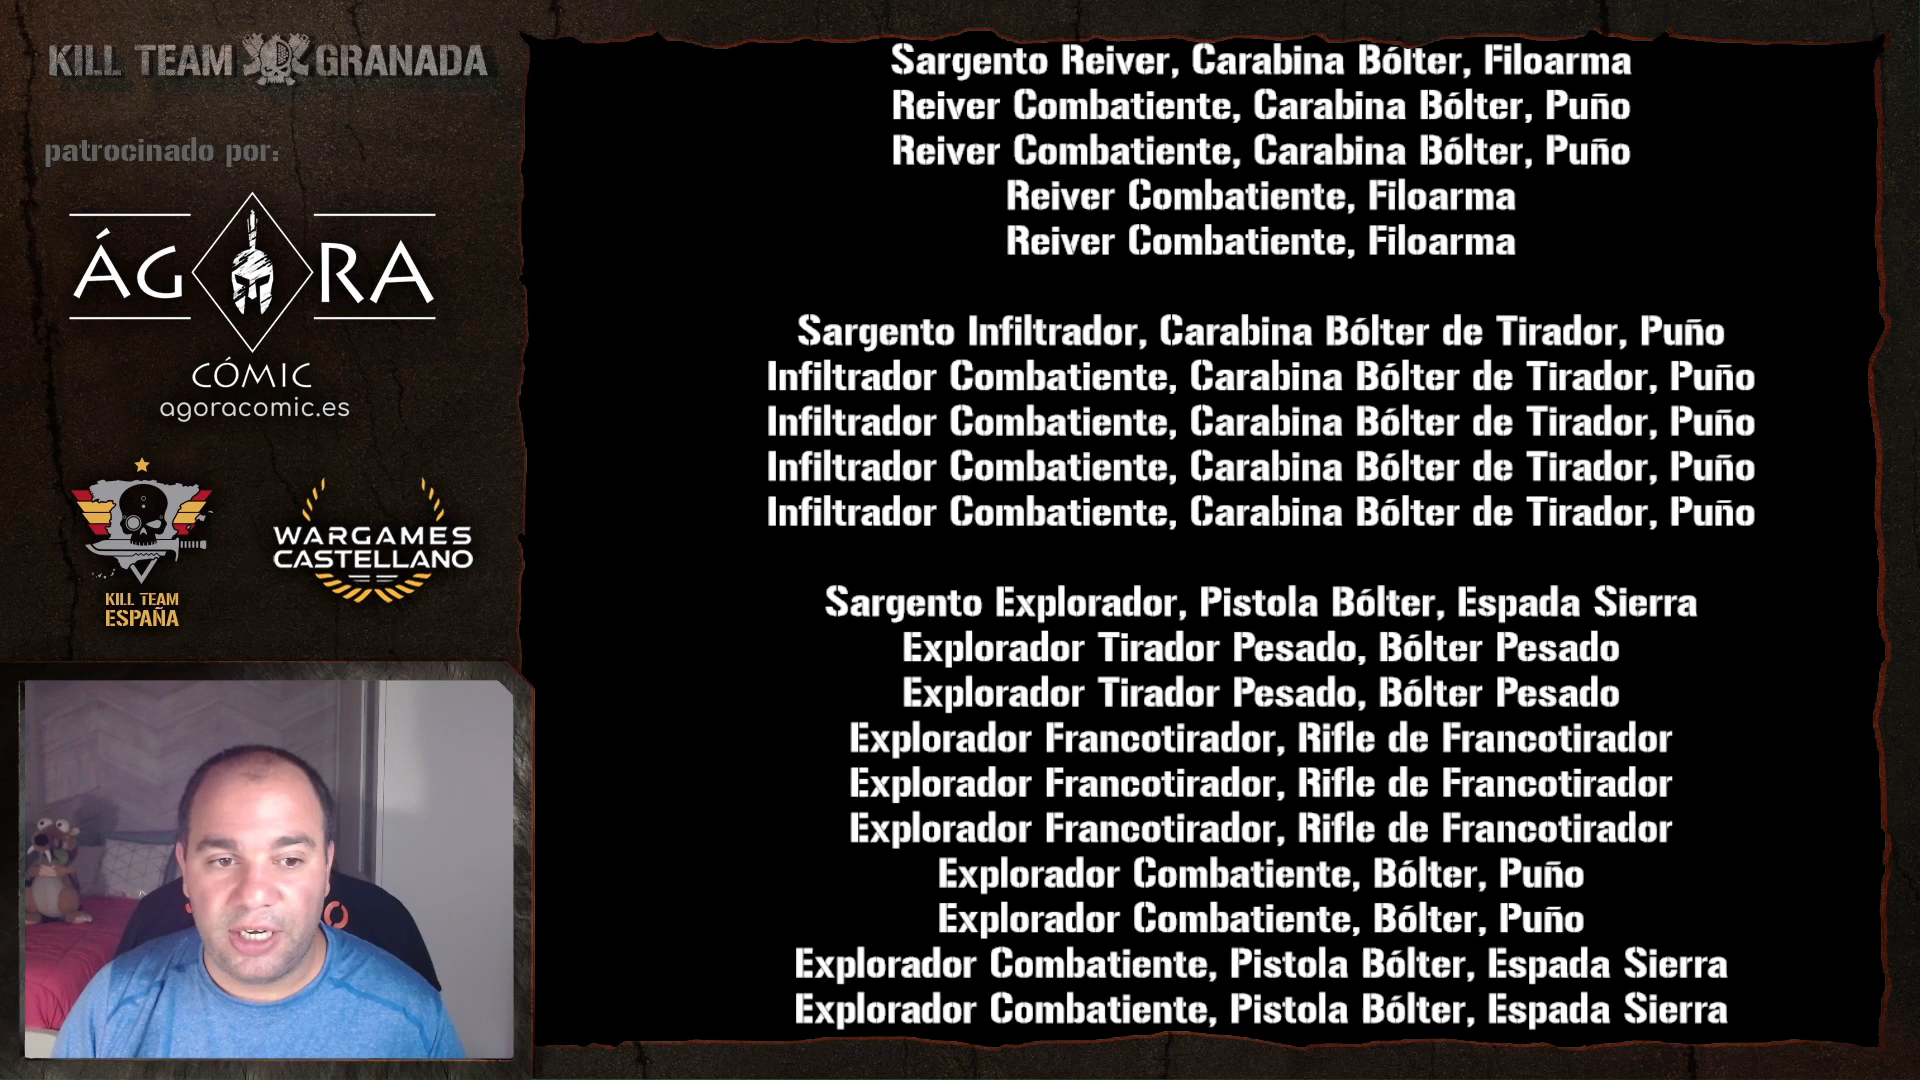 KILL TEAM GRANADA
patrocinado por:
ÁGORA
CÓMIC
agoracomic.es
KILL TEAM
ESPAÑA
WARGAMES
CASTELLANO
Sargento Reiver, Carabina Bólter, Filoarma
Reiver Combatiente, Carabina Bólter, Puño
Reiver Combatiente, Carabina Bólter, Puño
Reiver Combatiente, Filoarma
Reiver Combatiente, Filoarma
Sargento Infiltrador, Carabina Bólter de Tirador, Puño
Infiltrador Combatiente, Carabina Bólter de Tirador, Puño
Infiltrador Combatiente, Carabina Bólter de Tirador, Puño
Infiltrador Combatiente, Carabina Bólter de Tirador, Puño
Infiltrador Combatiente, Carabina Bólter de Tirador, Puño
Sargento Explorador, Pistola Bólter, Espada Sierra
Explorador Tirador Pesado, Bólter Pesado
Explorador Tirador Pesado, Bólter Pesado
Explorador Francotirador, Rifle de Francotirador
Explorador Francotirador, Rifle de Francotirador
Explorador Francotirador, Rifle de Francotirador
Explorador Combatiente, Bólter, Puño
Explorador Combatiente, Bólter, Puño
Explorador Combatiente, Pistola Bólter, Espada Sierra
Explorador Combatiente, Pistola Bólter, Espada Sierra